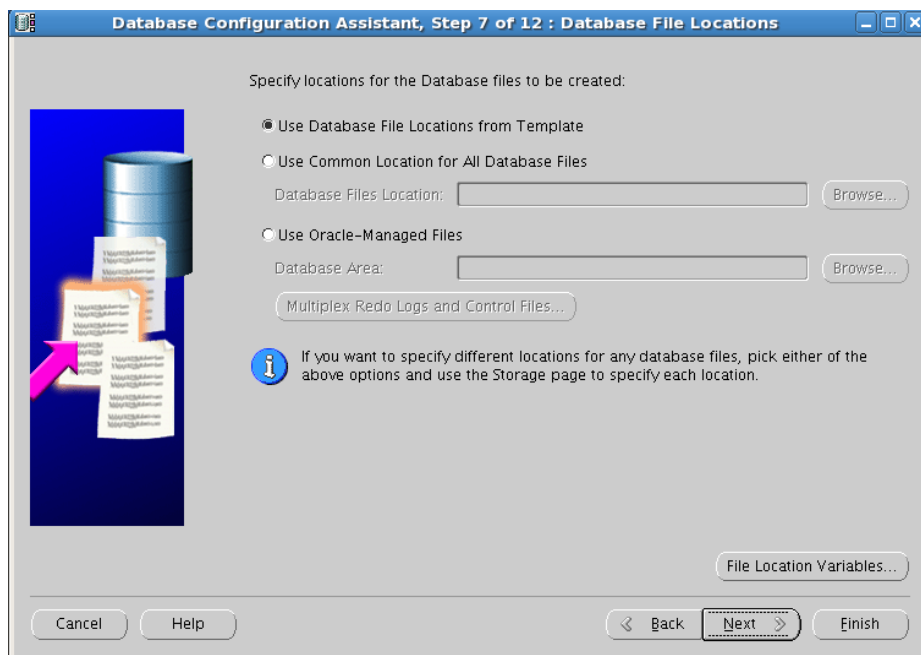 Database Configuration Assistant, Step 7 of 12 : Database File Locations
Specify locations for the Database files to be created:
Use Database File Locations from Template
Use Common Location for All Database Files
Database Files Location:
Browse...
Use Oracle-Managed Files
Database Area:
Browse...
Multiplex Redo Logs and Control Files...
If you want to specify different locations for any database files, pick either of the
above options and use the Storage page to specify each location.
File Location Variables...
Cancel
Help
Back
Next
Finish